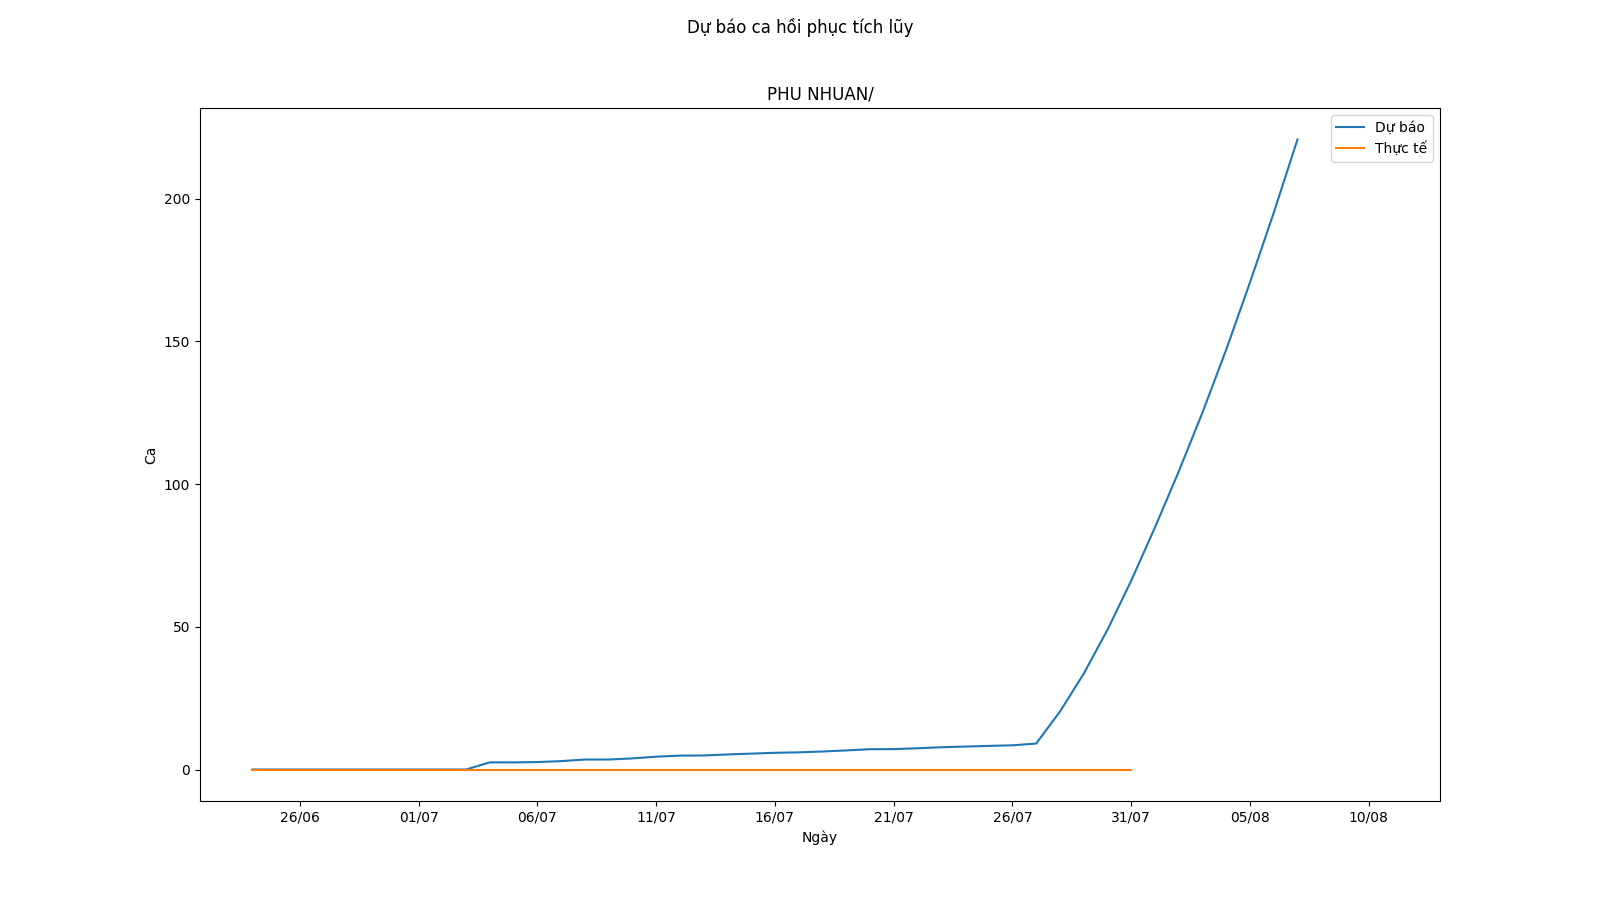 Dự báo ca hồi phục tích lũy
PHU NHUAN/
Dự báo
Thực tế
200
150
100
50
0
Ca
26/06 01/07 06/07 11/07 16/07 21/07 26/07 31/07 05/08 10/08
Ngày